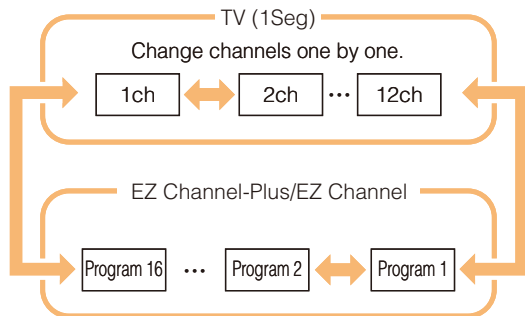 TV (1Seg)
Change channels one by one.
1ch 2ch ··· 12ch
EZ Channel-Plus/EZ Channel
Program 16 ··· Program 2 Program 1